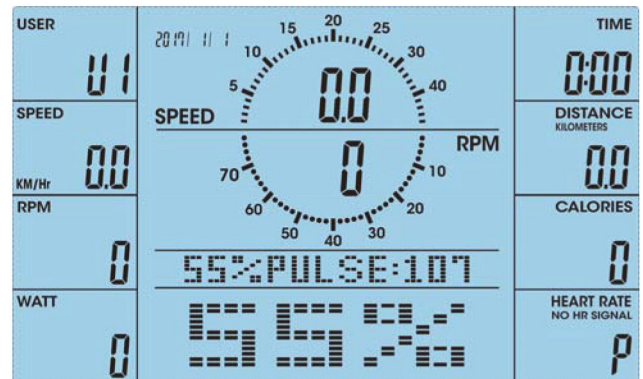 USER
U1
SPEED
KM/Hr 0.0
RPM
0
WATT
0
2017/ 1/ 1
5 10 15 20 25 30 40
SPEED 0.0
RPM
0
10 20 30 40 50 60 70
55%PULSE:107
55%
TIME
0:00
DISTANCE
KILOMETERS
0.0
CALORIES
0
HEART RATE
NO HR SIGNAL
P